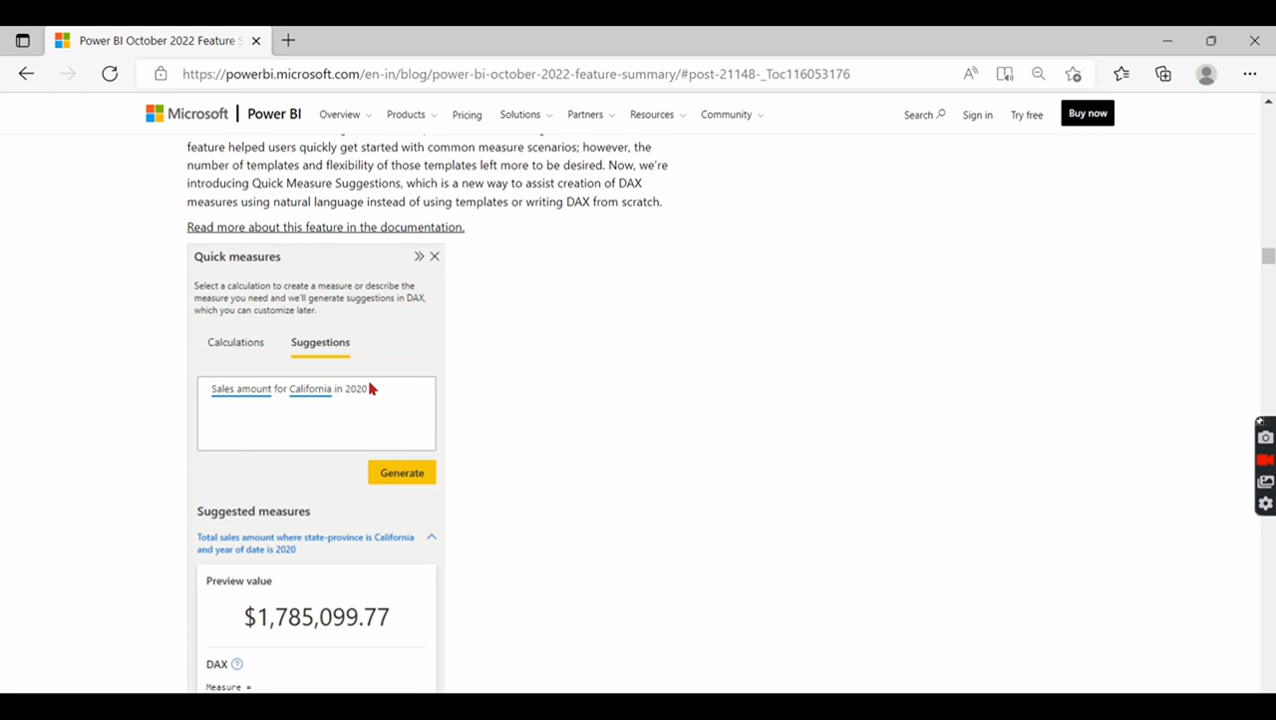 Power BI October 2022 Feature S
https://powerbi.microsoft.com/en-in/blog/power-bi-october-2022-feature-summary/#post-21148-_Toc116053176
Microsoft | Power BI Overview Products Pricing Solutions Partners Resources Community Search Sign in Try free Buy now
feature helped users quickly get started with common measure scenarios; however, the
number of templates and flexibility of those templates left more to be desired. Now, we're
introducing Quick Measure Suggestions, which is a new way to assist creation of DAX
measures using natural language instead of using templates or writing DAX from scratch.
Read more about this feature in the documentation.
Quick measures
Select a calculation to create a measure or describe the
measure you need and we'll generate suggestions in DAX,
which you can customize later.
Calculations Suggestions
Sales amount for California in 2020
Generate
Suggested measures
Total sales amount where state-province is California
and year of date is 2020
Preview value
$1,785,099.77
DAX ?
Measure =